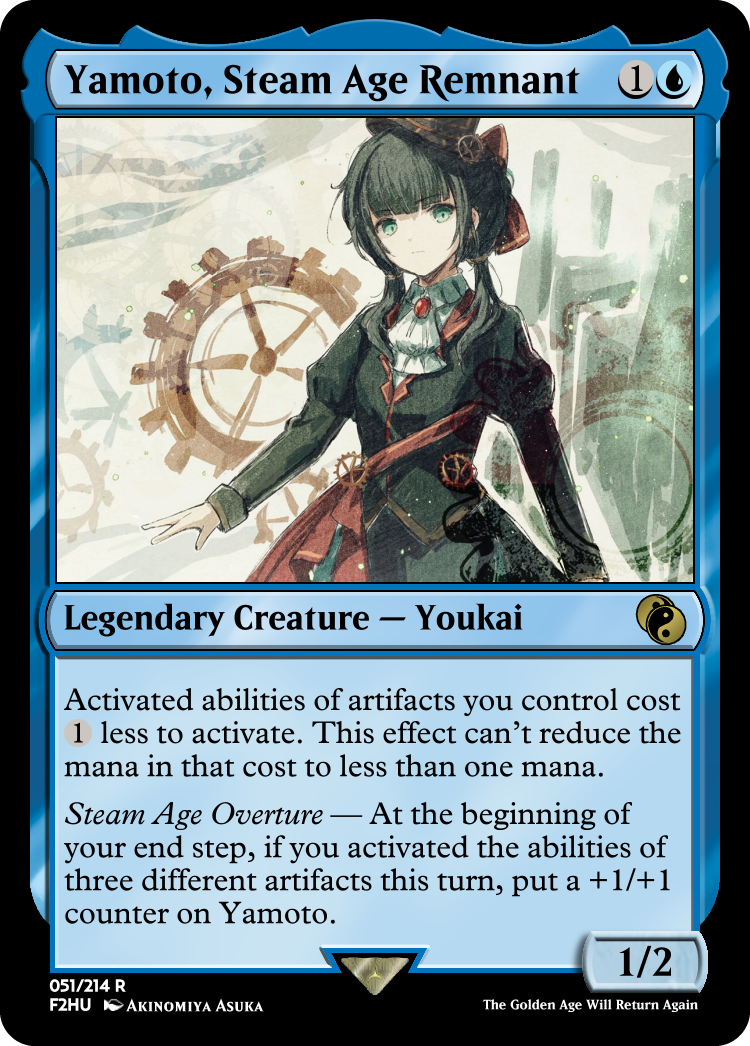 Yamoto, Steam Age Remnant 1
Legendary Creature — Youkai
Activated abilities of artifacts you control cost
1 less to activate. This effect can't reduce the
mana in that cost to less than one mana.
Steam Age Overture — At the beginning of
your end step, if you activated the abilities of
three different artifacts this turn, put a +1/+1
counter on Yamoto.
1/2
051/214 R
F2HU Akinomiya Asuka
The Golden Age Will Return Again